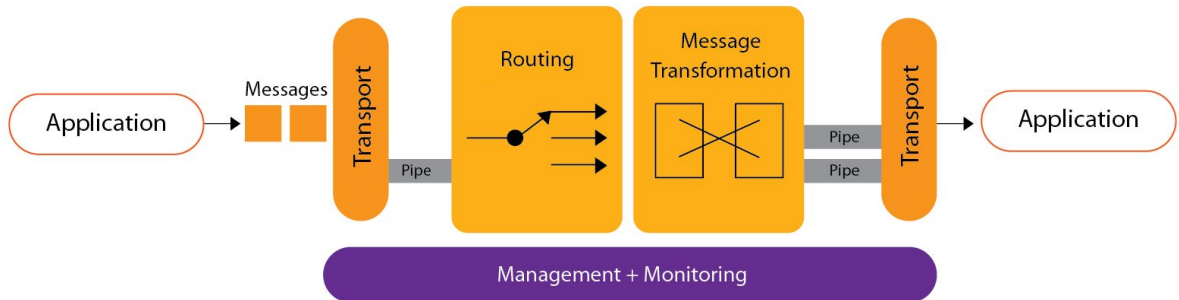 Application
Messages
Transport
Pipe
Routing
Message
Transformation
Pipe
Pipe
Transport
Application
Management + Monitoring